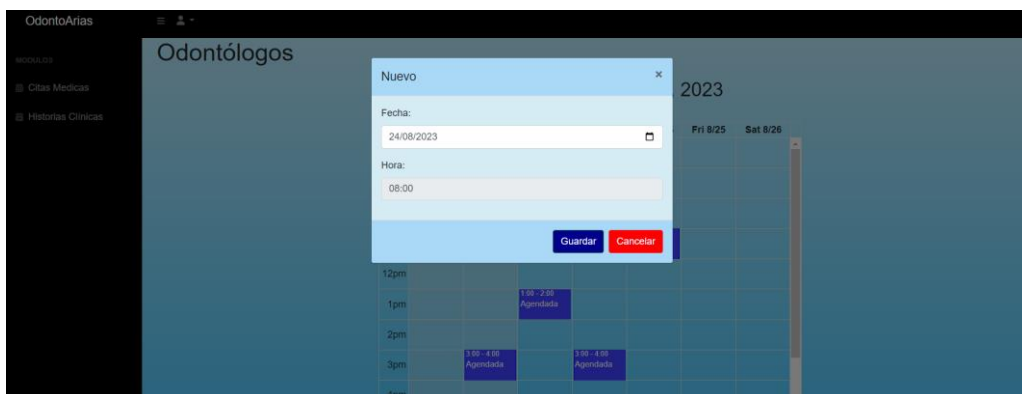 OdontoArias
MODULOS
Citas Medicas
Historias Clínicas
Odontólogos
Nuevo
×
Fecha:
24/08/2023
Hora:
08:00
Guardar
Cancelar
2023
Fri 8/25
Sat 8/26
12pm
1pm
1:00 - 2:00
Agendada
2pm
3pm
3:00 - 4:00
Agendada
3:00 - 4:00
Agendada